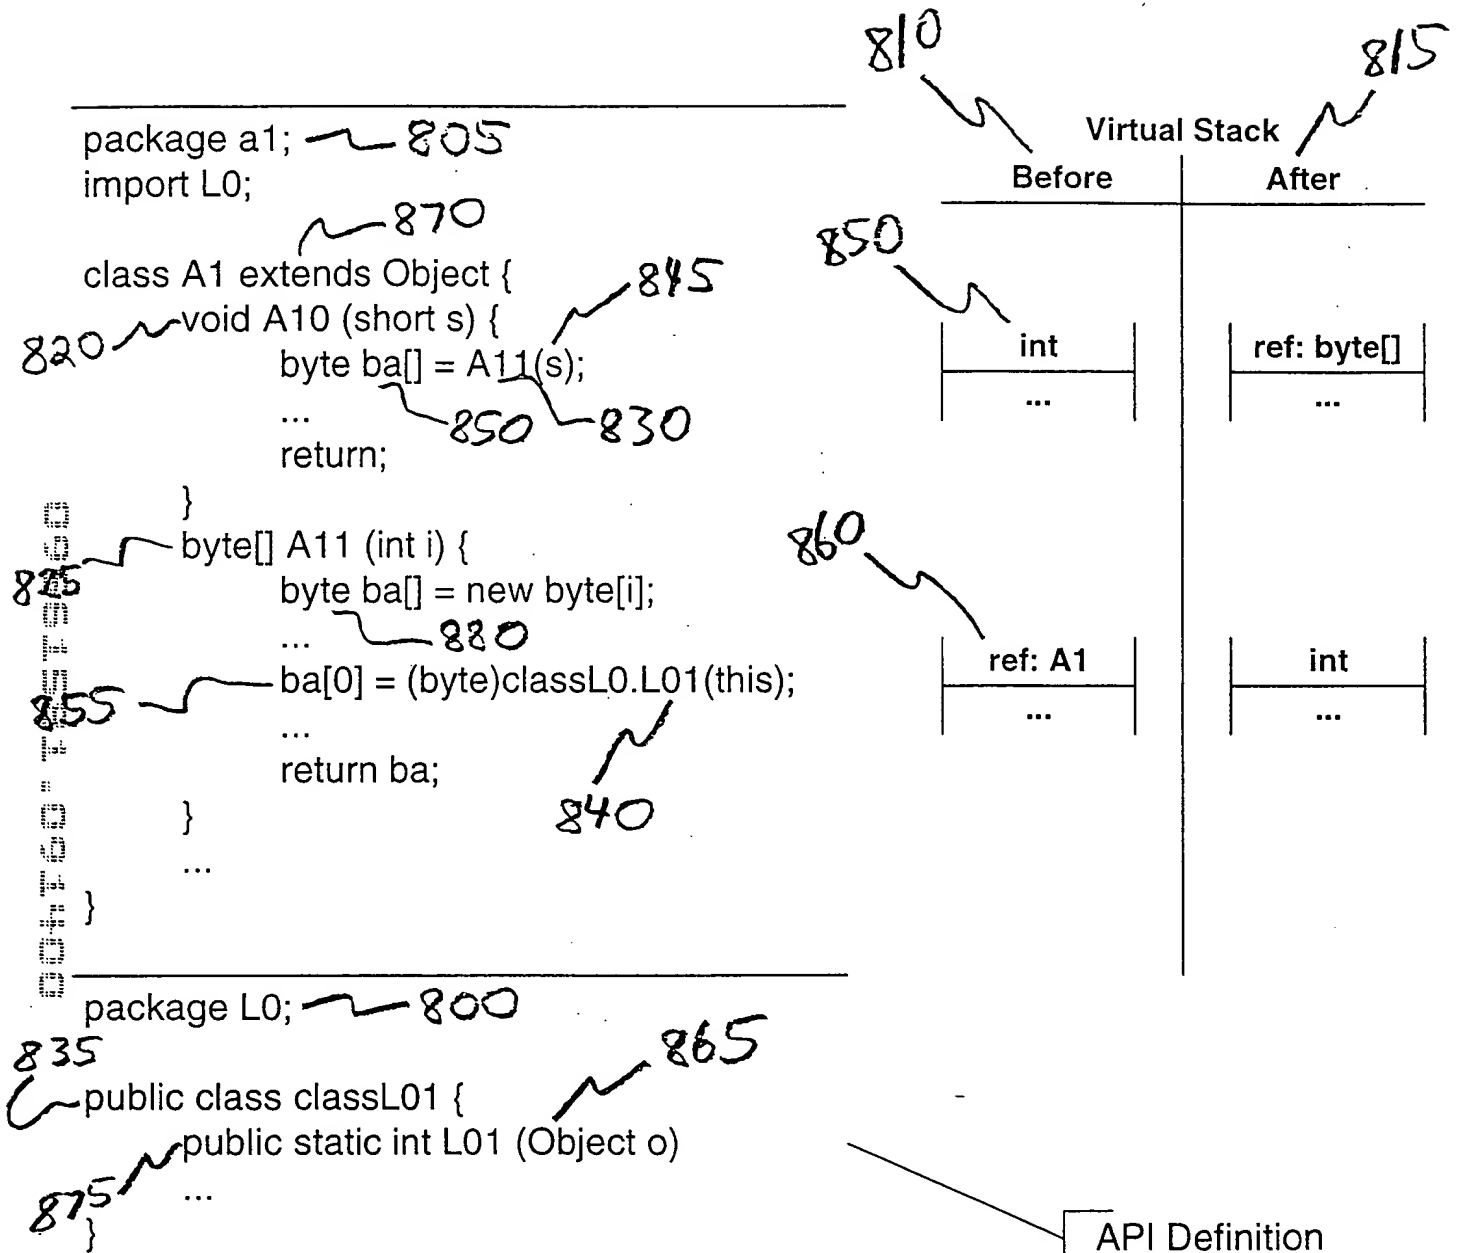 810
815
package a1; 805
import L0;
Virtual Stack
Before After
870
class A1 extends Object {
845
850
820 void A10 (short s) {
byte ba[] = A11(s);
int ref: byte[]
... ...
...
850 830
return;
}
825 byte[] A11 (int i) {
860
byte ba[] = new byte[i];
...
880
855 ba[0] = (byte)classL0.L01(this);
ref: A1 int
... ...
...
return ba;
840
}
...
}
package L0; 800
835
865
public class classL01 {
public static int L01 (Object o)
875 ...
}
API Definition